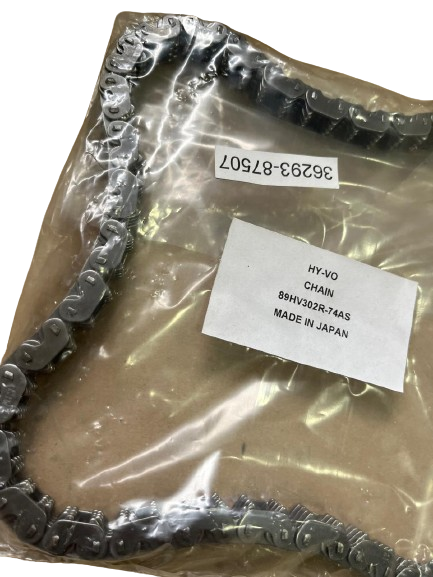 36293-87507
HY-VO
CHAIN
89HV302R-74AS
MADE IN JAPAN